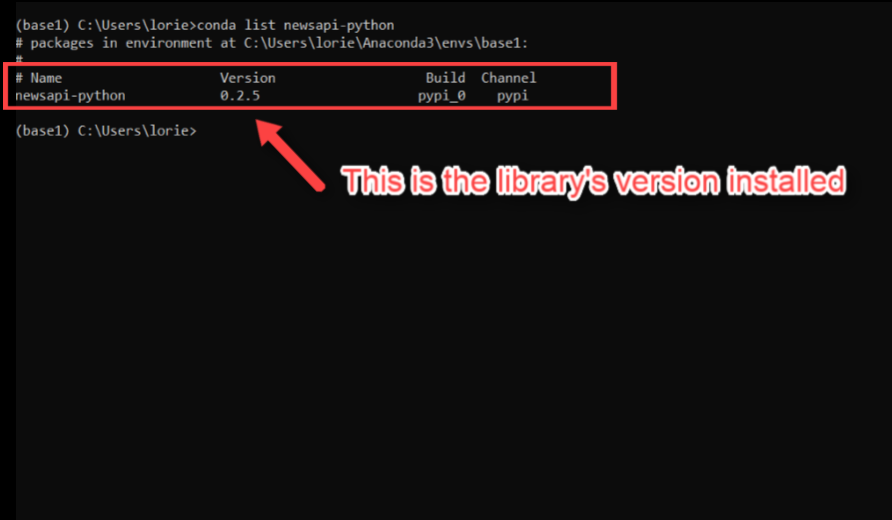 (base1) C:\Users\lorie>conda list newsapi-python
# packages in environment at C:\Users\lorie\Anaconda3\envs\base1:
#
# Name                    Version                   Build  Channel
newsapi-python            0.2.5                    pypi_0    pypi
(base1) C:\Users\lorie>
This is the library's version installed